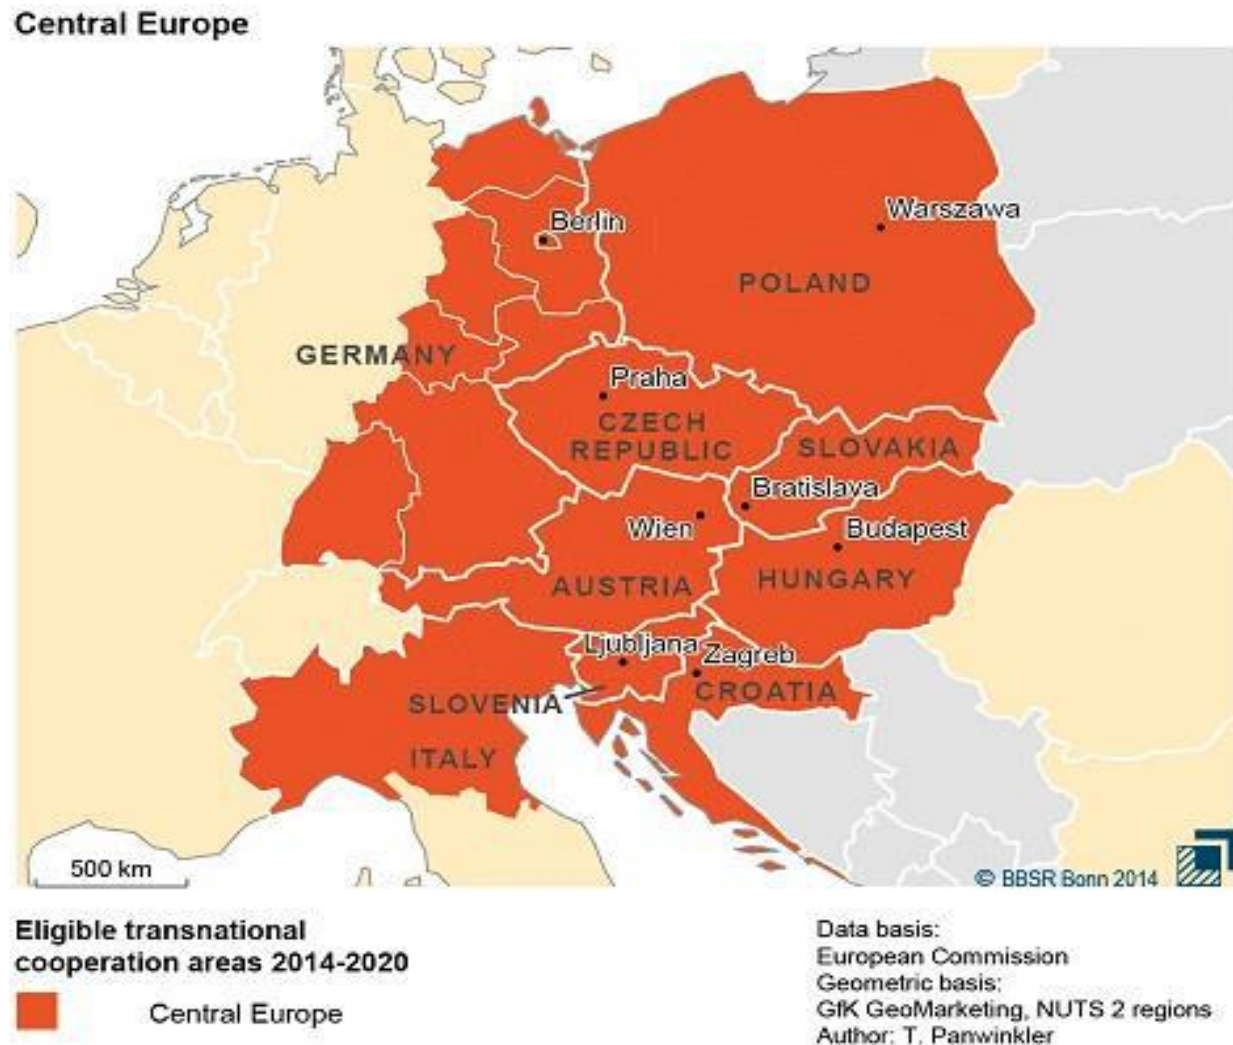 Central Europe
Berlin
Warszawa
POLAND
GERMANY
Praha
CZECH
REPUBLIC
SLOVAKIA
Bratislava
Wien
Budapest
AUSTRIA
HUNGARY
Ljubljana
Zagreb
SLOVENIA
CROATIA
ITALY
500 km
© BBSR Bonn 2014
Eligible transnational
cooperation areas 2014-2020
Central Europe
Data basis:
European Commission
Geometric basis:
GfK GeoMarketing, NUTS 2 regions
Author: T. Panwinkler